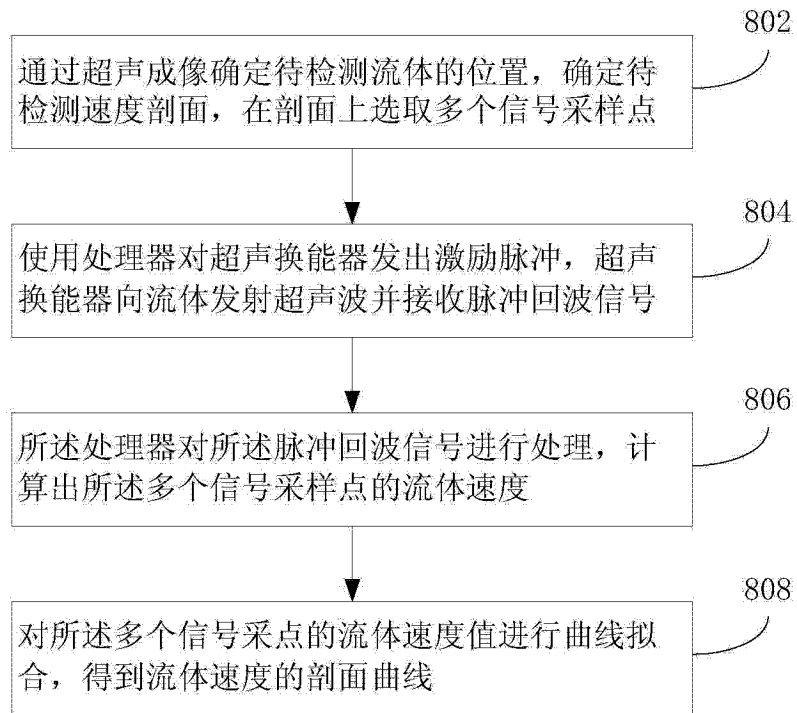 802
通过超声成像确定待检测流体的位置，确定待
检测速度剖面，在剖面上选取多个信号采样点
804
使用处理器对超声换能器发出激励脉冲，超声
换能器向流体发射超声波并接收脉冲回波信号
806
所述处理器对所述脉冲回波信号进行处理，计
算出所述多个信号采样点的流体速度
808
对所述多个信号采点的流体速度值进行曲线拟
合，得到流体速度的剖面曲线